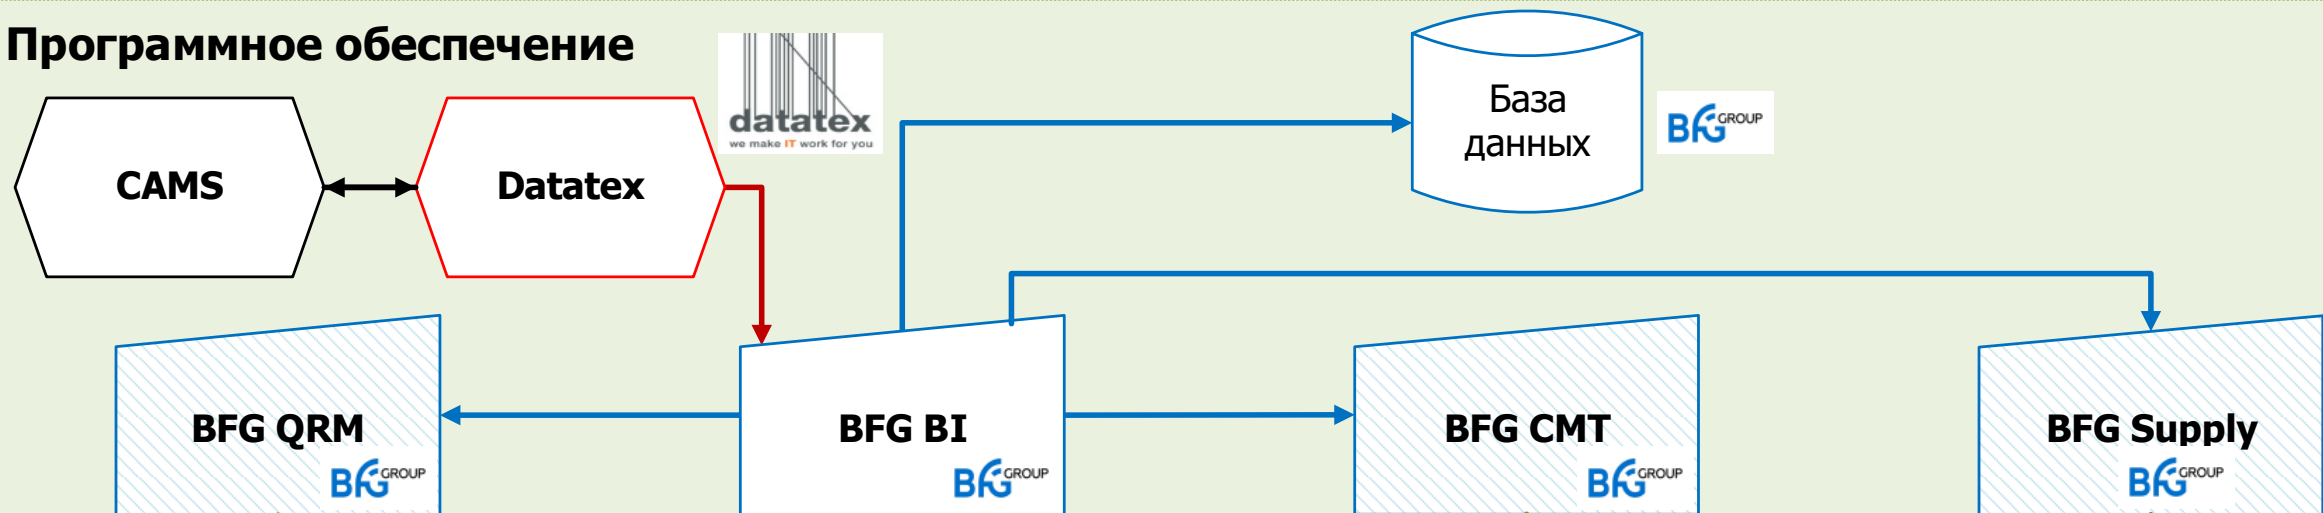 Программное обеспечение
datatex
we make IT work for you
База
данных
BFG GROUP
CAMS
Datatex
BFG QRM
BFG GROUP
BFG BI
BFG GROUP
BFG CMT
BFG GROUP
BFG Supply
BFG GROUP